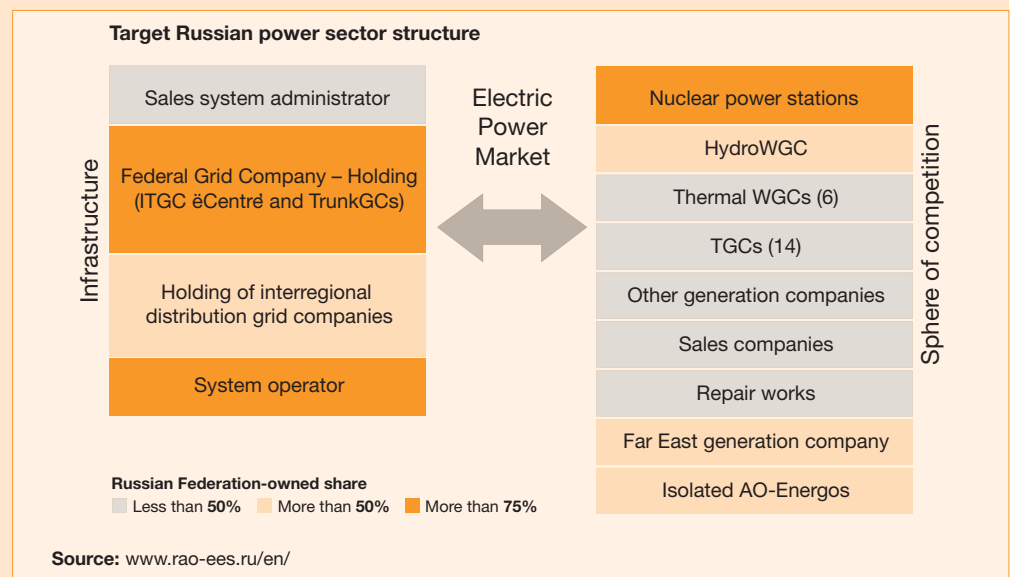 Target Russian power sector structure
Infrastructure
Sales system administrator
Federal Grid Company – Holding
(ITGC ëCentreí and TrunkGCs)
Holding of interregional
distribution grid companies
System operator
Electric
Power
Market
Nuclear power stations
HydroWGC
Thermal WGCs (6)
TGCs (14)
Other generation companies
Sales companies
Repair works
Far East generation company
Isolated AO-Energos
Sphere of competition
Russian Federation-owned share
Less than 50% More than 50% More than 75%
Source: www.rao-ees.ru/en/